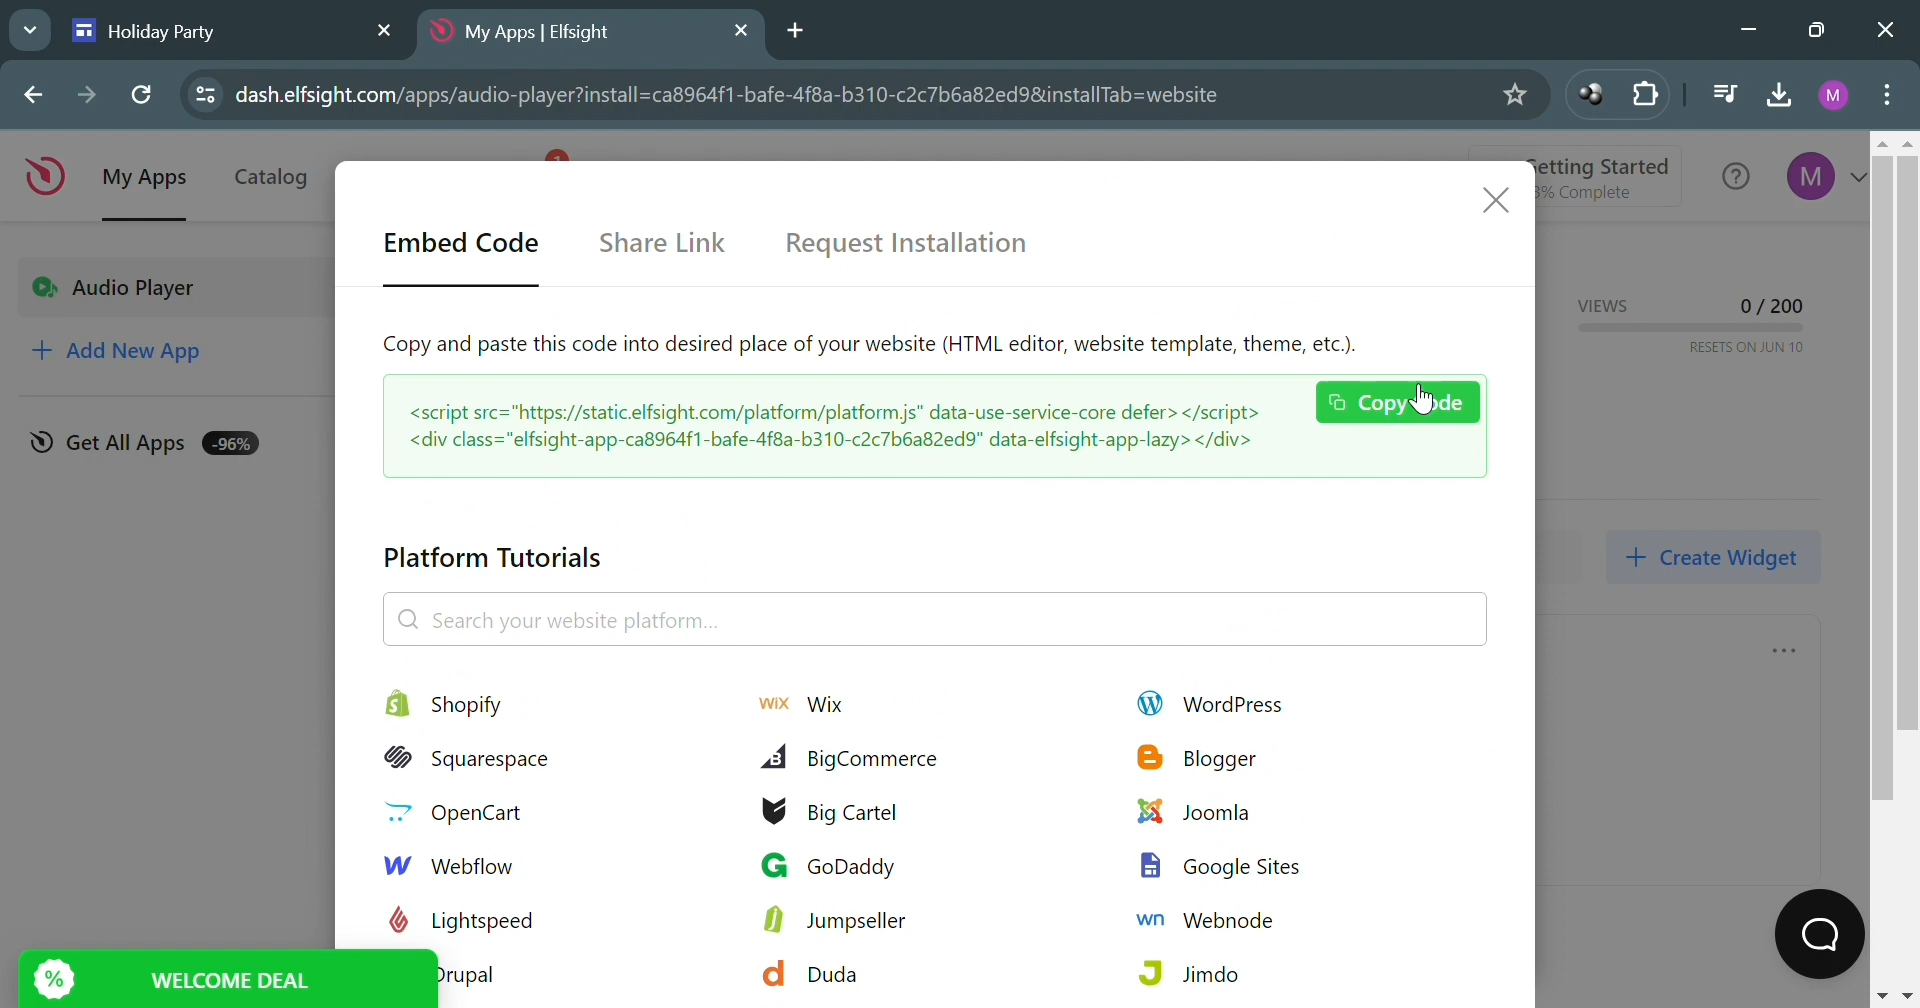 Holiday Party
My Apps | Elfsight
dash.elfsight.com/apps/audio-player?install=ca8964f1-bafe-4f8a-b310-c2c7b6a82ed9&installTab=website
M
My Apps
Catalog
1
Getting Started
% Complete
M
Embed Code
Share Link
Request Installation
Audio Player
Add New App
Get All Apps
-96%
VIEWS
0 / 200
RESETS ON JUN 10
Copy and paste this code into desired place of your website (HTML editor, website template, theme, etc.).
<script src="https://static.elfsight.com/platform/platform.js" data-use-service-core defer></script>
<div class="elfsight-app-ca8964f1-bafe-4f8a-b310-c2c7b6a82ed9" data-elfsight-app-lazy></div>
Copy Code
Platform Tutorials
Search your website platform...
Create Widget
Shopify
WiX Wix
WordPress
Squarespace
BigCommerce
Blogger
OpenCart
Big Cartel
Joomla
Webflow
GoDaddy
Google Sites
Lightspeed
Jumpseller
wn Webnode
Drupal
Duda
Jimdo
% WELCOME DEAL